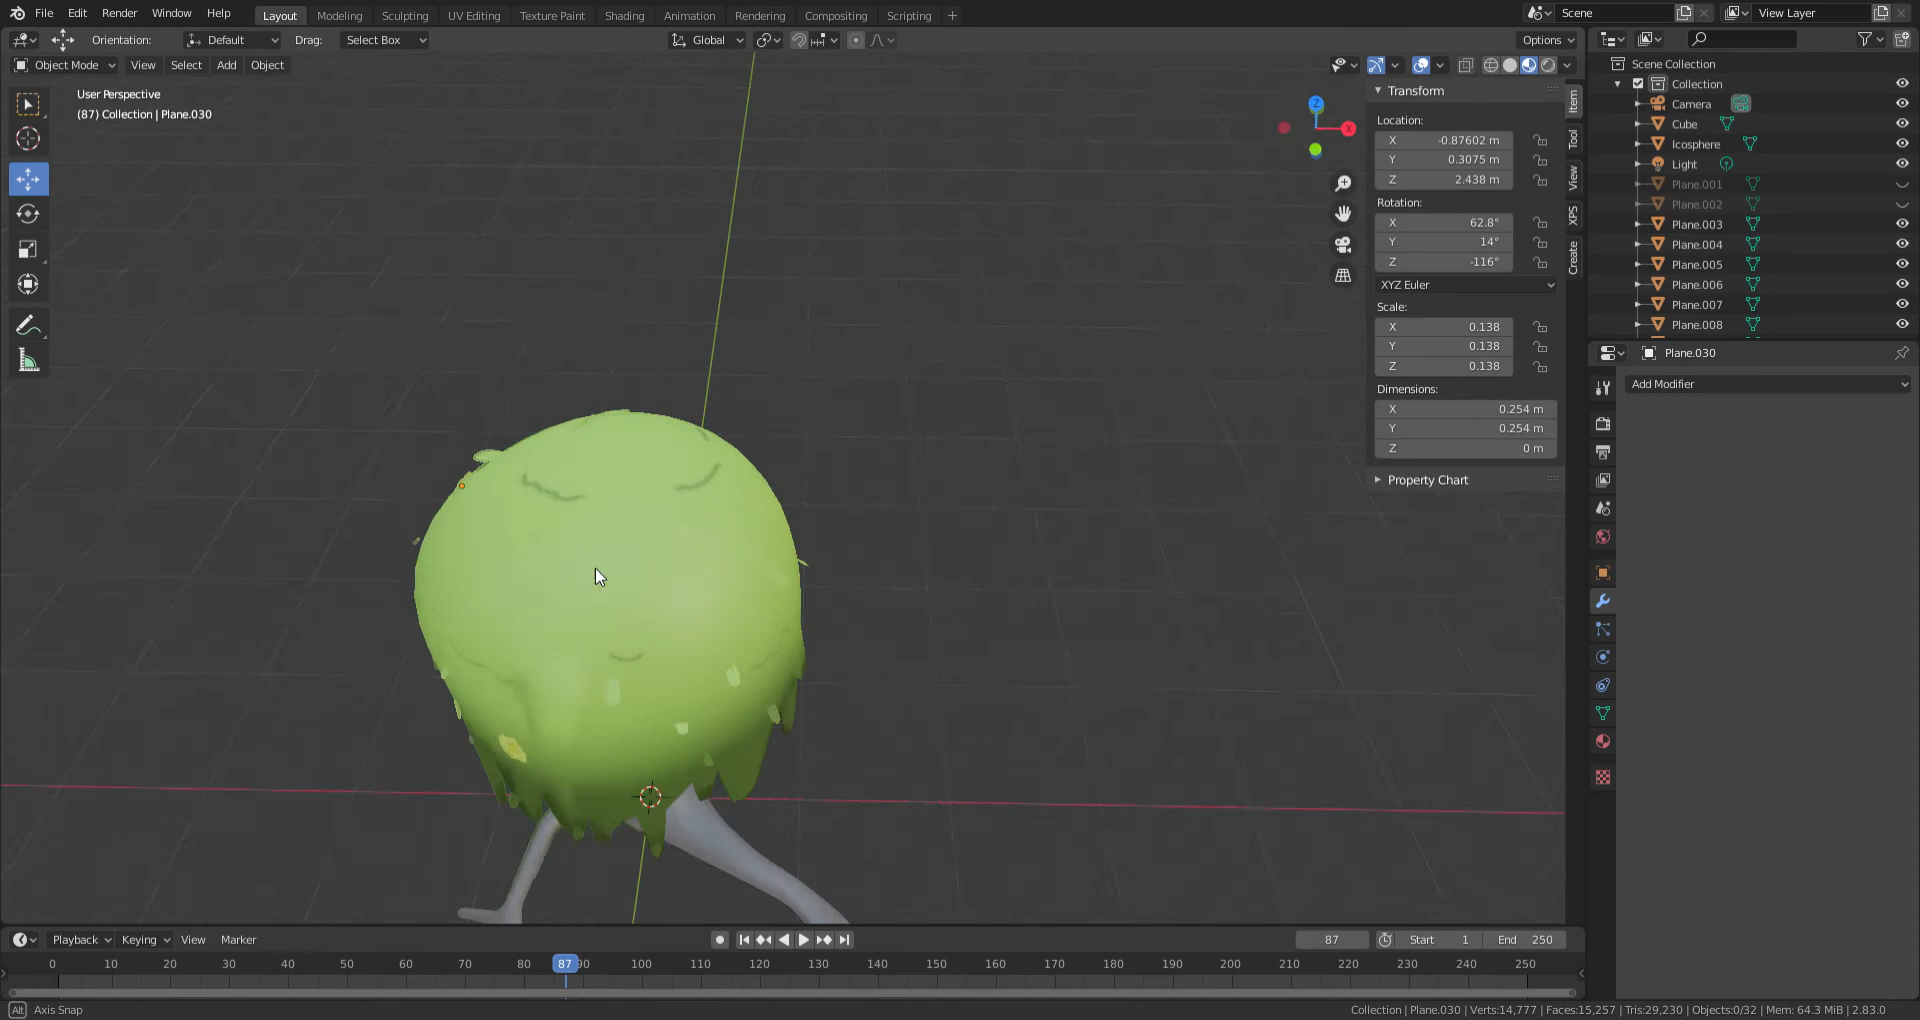 File Edit Render Window Help Layout Modeling Sculpting UV Editing Texture Paint Shading Animation Rendering Compositing Scripting + Scene View Layer
Orientation: Default Drag: Select Box Global Options
Object Mode View Select Add Object
User Perspective
(87) Collection | Plane.030
Z
X
Transform
Location:
X -0.87602 m
Y 0.3075 m
Z 2.438 m
Rotation:
X 62.8°
Y 14°
Z -116°
XYZ Euler
Scale:
X 0.138
Y 0.138
Z 0.138
Dimensions:
X 0.254 m
Y 0.254 m
Z 0 m
Property Chart
Item
Tool
View
XPS
Create
Scene Collection
Collection
Camera
Cube
Icosphere
Light
Plane.001
Plane.002
Plane.003
Plane.004
Plane.005
Plane.006
Plane.007
Plane.008
Plane.030
Add Modifier
Playback Keying View Marker 87 Start 1 End 250
0 10 20 30 40 50 60 70 80 87 90 100 110 120 130 140 150 160 170 180 190 200 210 220 230 240 250
Alt Axis Snap Collection | Plane.030 | Verts:14,777 | Faces:15,257 | Tris:29,230 | Objects:0/32 | Mem: 64.3 MiB | 2.83.0